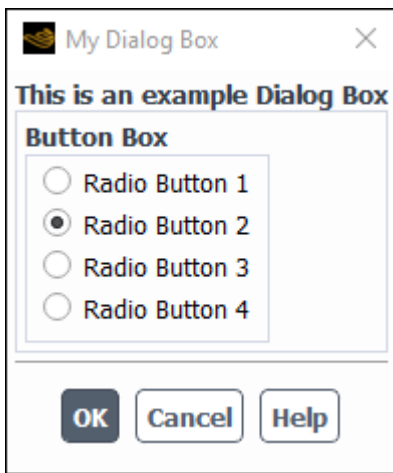 My Dialog Box
This is an example Dialog Box
Button Box
Radio Button 1
Radio Button 2
Radio Button 3
Radio Button 4
OK Cancel Help